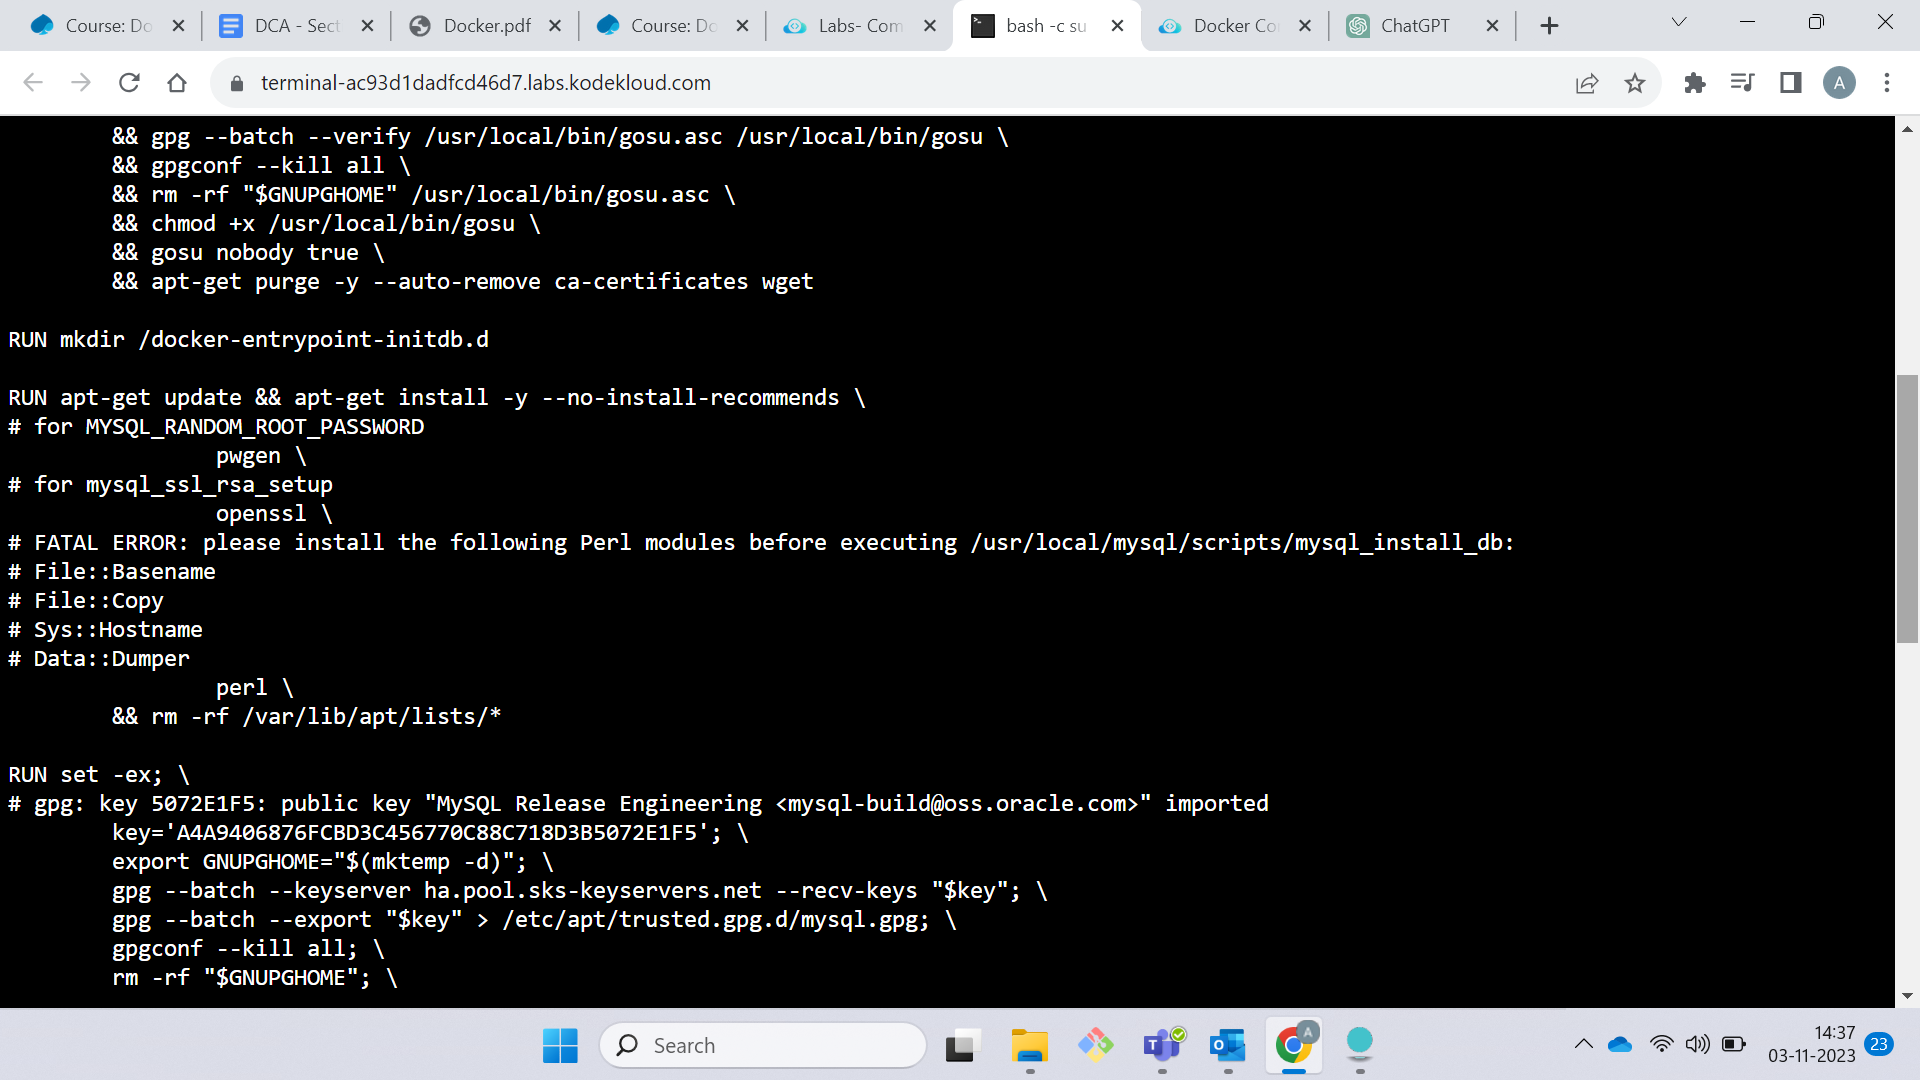 Course: Do
DCA - Sect
Docker.pdf
Course: Do
Labs- Com
bash -c su
Docker Co
ChatGPT
terminal-ac93d1dadfcd46d7.labs.kodekloud.com
A
&& gpg --batch --verify /usr/local/bin/gosu.asc /usr/local/bin/gosu \
&& gpgconf --kill all \
&& rm -rf "$GNUPGHOME" /usr/local/bin/gosu.asc \
&& chmod +x /usr/local/bin/gosu \
&& gosu nobody true \
&& apt-get purge -y --auto-remove ca-certificates wget
RUN mkdir /docker-entrypoint-initdb.d
RUN apt-get update && apt-get install -y --no-install-recommends \
# for MYSQL_RANDOM_ROOT_PASSWORD
pwgen \
# for mysql_ssl_rsa_setup
openssl \
# FATAL ERROR: please install the following Perl modules before executing /usr/local/mysql/scripts/mysql_install_db:
# File::Basename
# File::Copy
# Sys::Hostname
# Data::Dumper
perl \
&& rm -rf /var/lib/apt/lists/*
RUN set -ex; \
# gpg: key 5072E1F5: public key "MySQL Release Engineering <mysql-build@oss.oracle.com>" imported
key='A4A9406876FCBD3C456770C88C718D3B5072E1F5'; \
export GNUPGHOME="$(mktemp -d)"; \
gpg --batch --keyserver ha.pool.sks-keyservers.net --recv-keys "$key"; \
gpg --batch --export "$key" > /etc/apt/trusted.gpg.d/mysql.gpg; \
gpgconf --kill all; \
rm -rf "$GNUPGHOME"; \
Search
A
14:37
03-11-2023
23